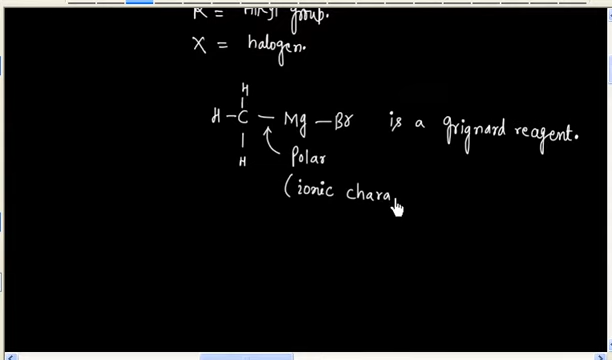 R = Alkyl group.
X = halogen.
H
H - C - Mg - Br is a grignard reagent.
H
Polar
(ionic chara